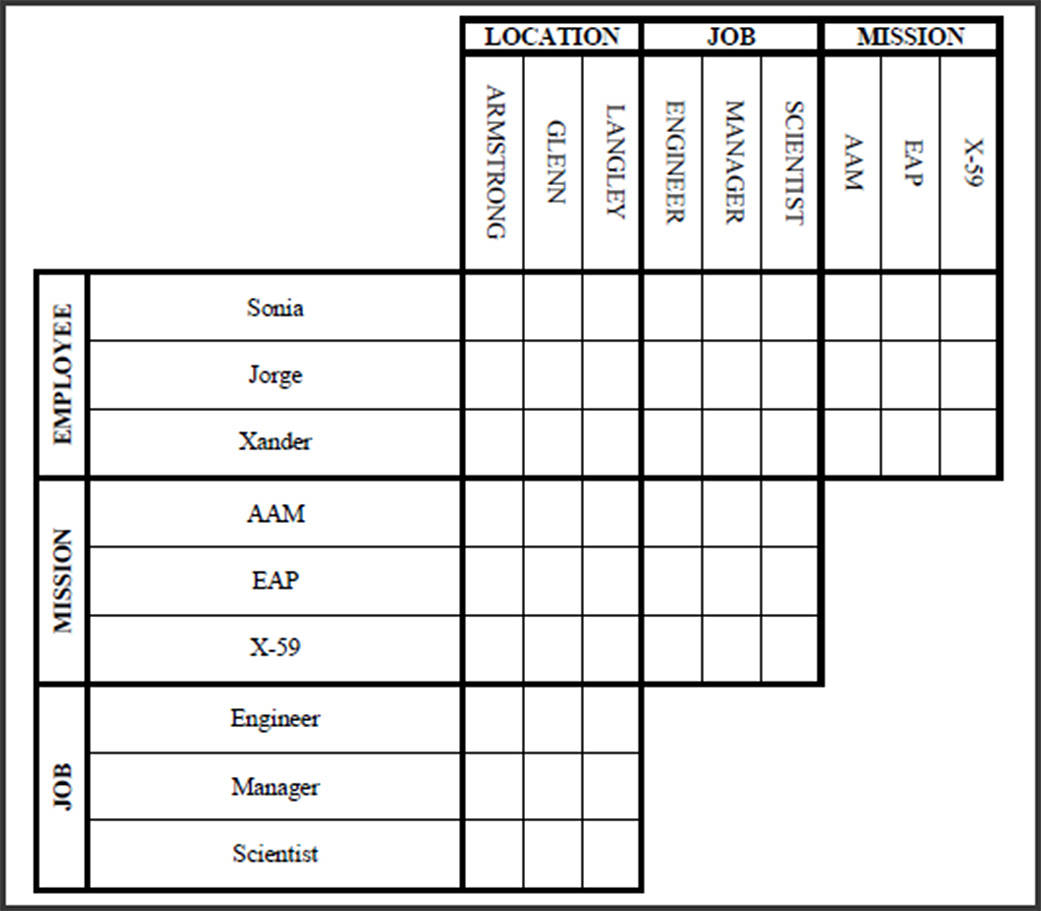 LOCATION JOB MISSION
ARMSTRONG GLENN LANGLEY ENGINEER MANAGER SCIENTIST AAM EAP X-59
EMPLOYEE
Sonia
Jorge
Xander
MISSION
AAM
EAP
X-59
JOB
Engineer
Manager
Scientist